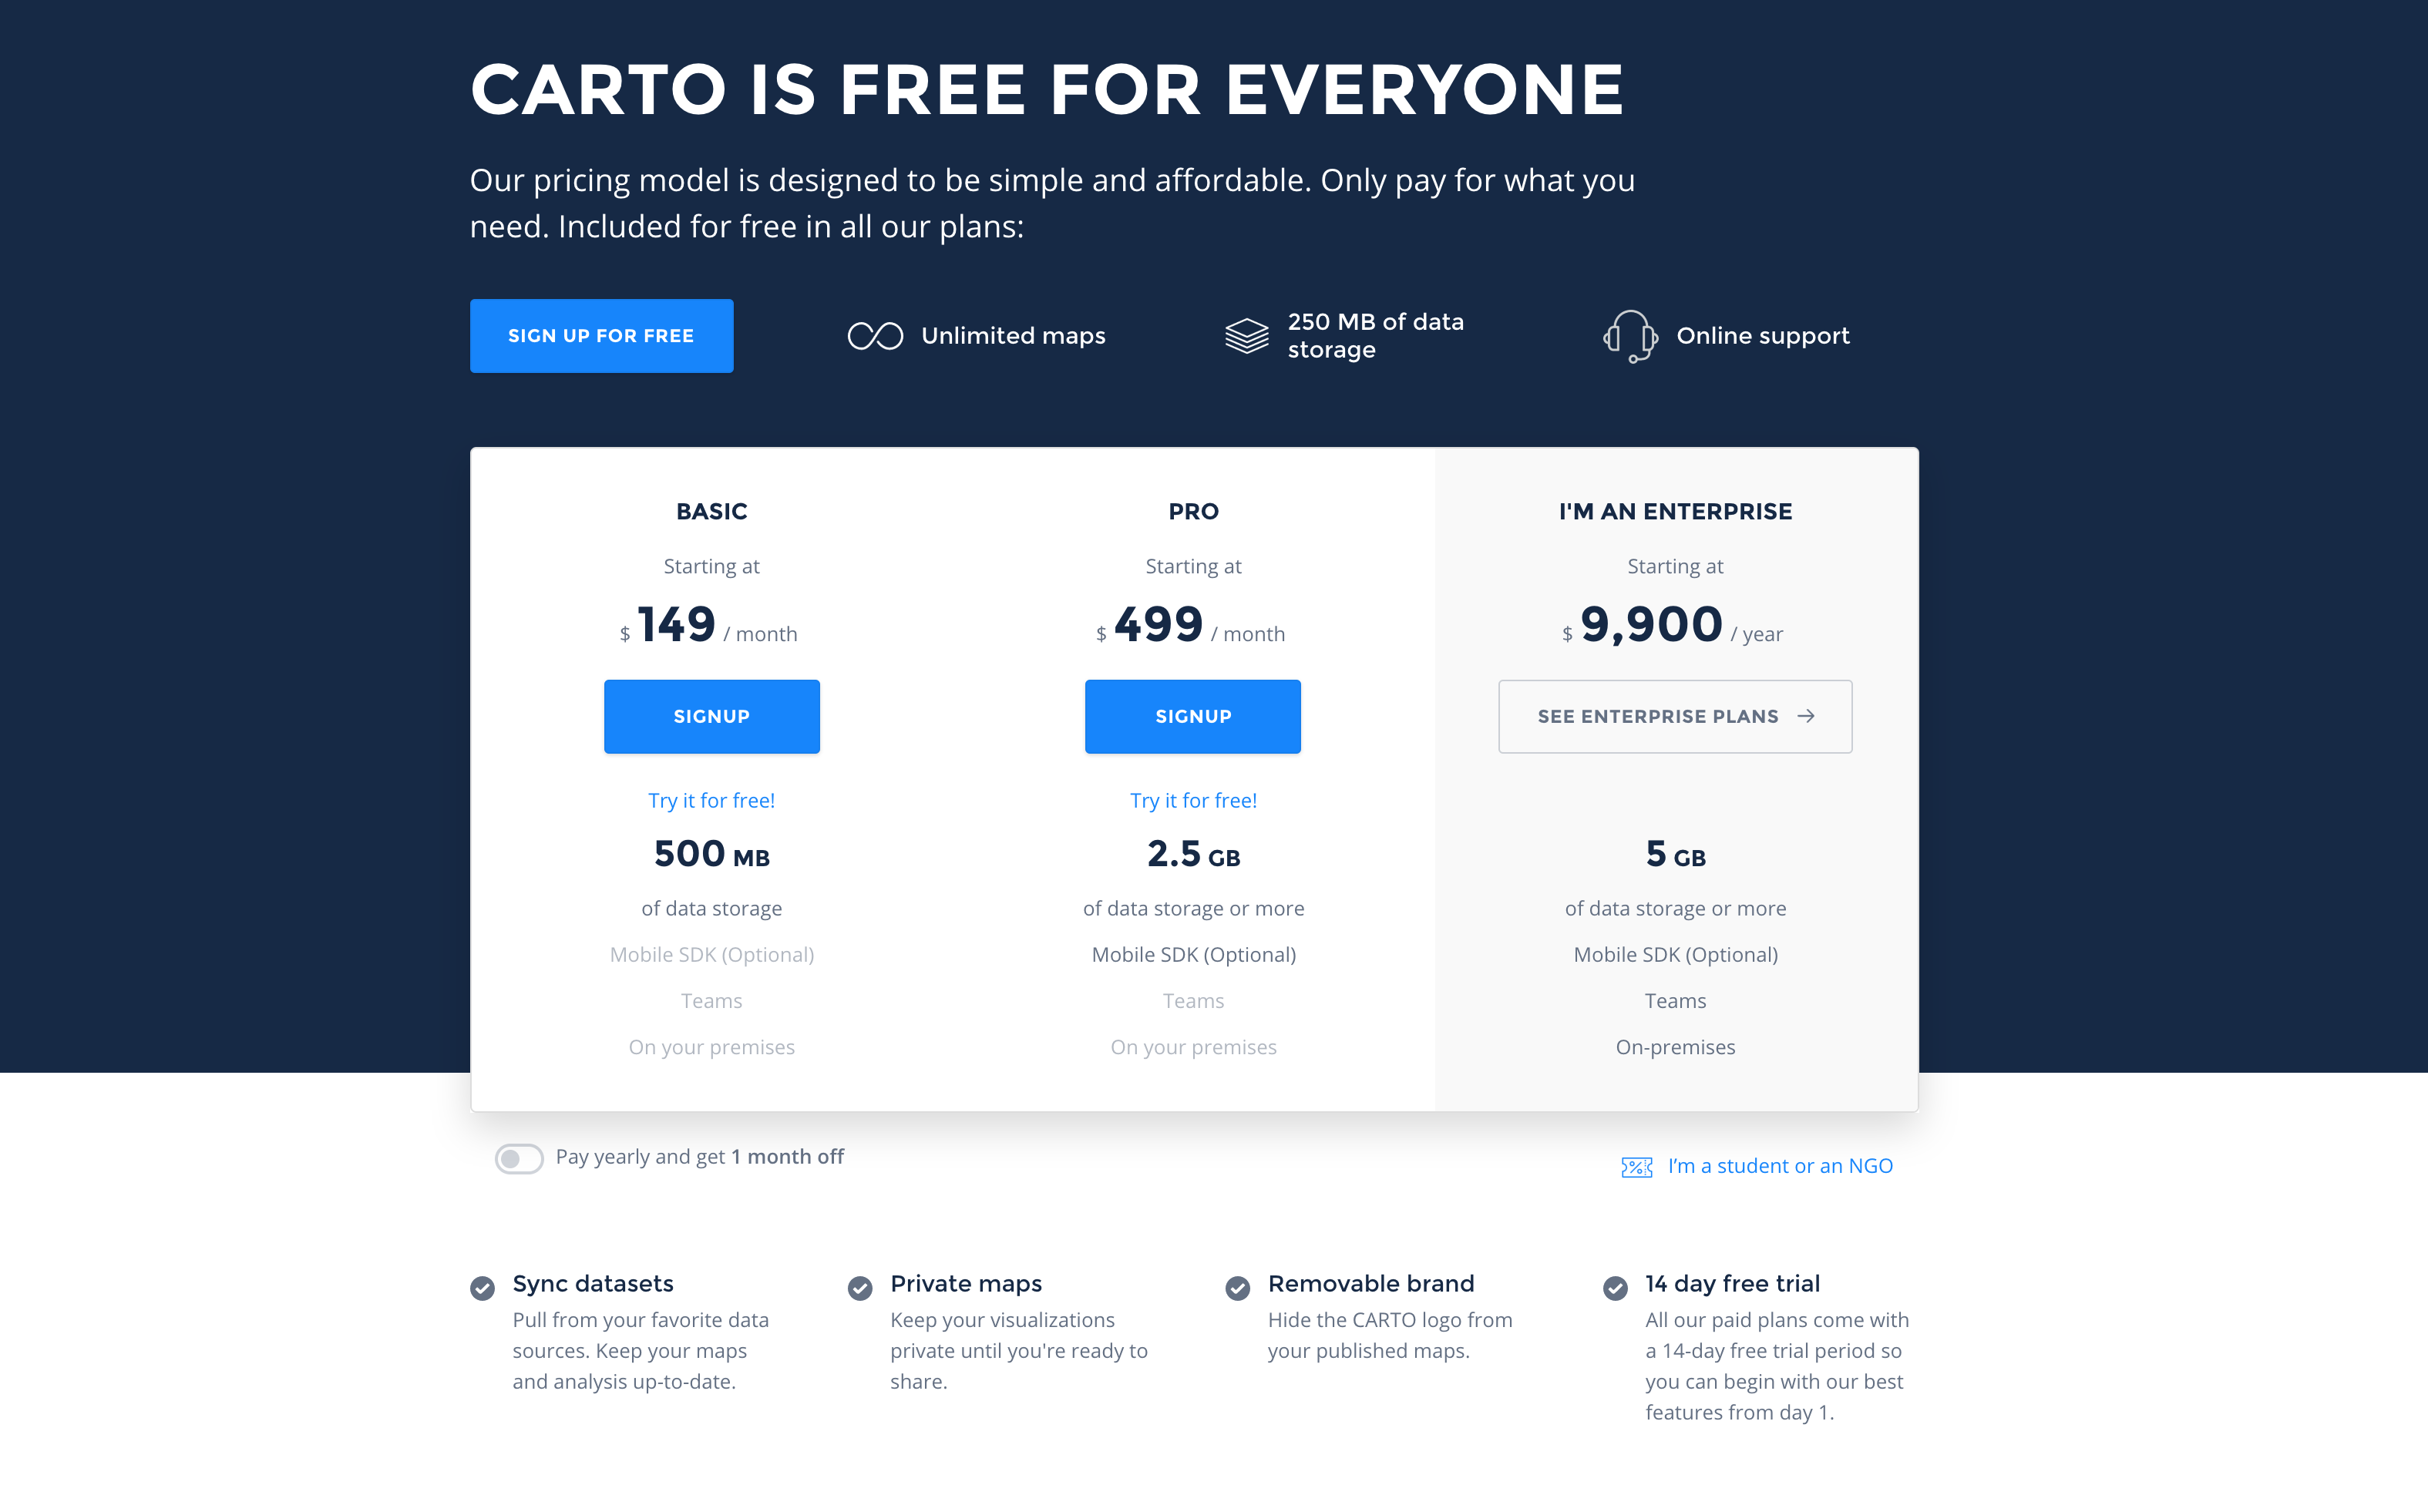 CARTO IS FREE FOR EVERYONE
Our pricing model is designed to be simple and affordable. Only pay for what you
need. Included for free in all our plans:
SIGN UP FOR FREE
Unlimited maps
250 MB of data
storage
Online support
BASIC
Starting at
$ 149 / month
SIGNUP
Try it for free!
500 MB
of data storage
Mobile SDK (Optional)
Teams
On your premises
PRO
Starting at
$ 499 / month
SIGNUP
Try it for free!
2.5 GB
of data storage or more
Mobile SDK (Optional)
Teams
On your premises
I'M AN ENTERPRISE
Starting at
$ 9,900 / year
SEE ENTERPRISE PLANS →
5 GB
of data storage or more
Mobile SDK (Optional)
Teams
On-premises
Pay yearly and get 1 month off
I’m a student or an NGO
Sync datasets
Pull from your favorite data
sources. Keep your maps
and analysis up-to-date.
Private maps
Keep your visualizations
private until you're ready to
share.
Removable brand
Hide the CARTO logo from
your published maps.
14 day free trial
All our paid plans come with
a 14-day free trial period so
you can begin with our best
features from day 1.